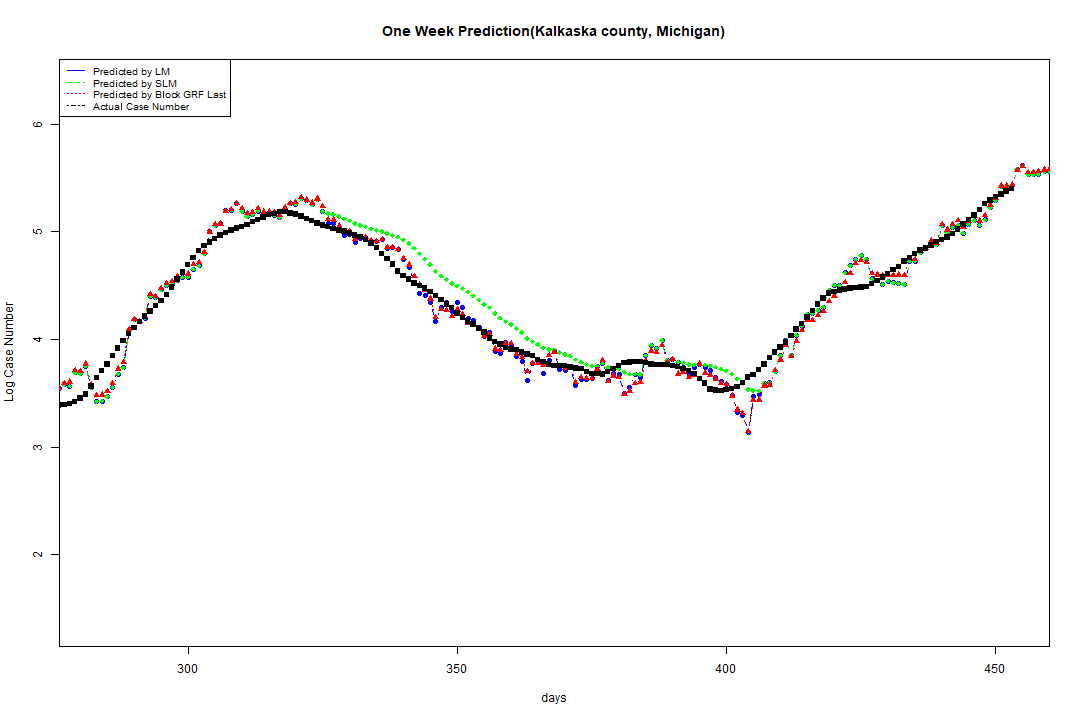 One Week Prediction(Kalkaska county, Michigan)
Predicted by LM
Predicted by SLM
Predicted by Block GRF Last
Actual Case Number
6
5
4
3
2
Log Case Number
300 350 400 450
days